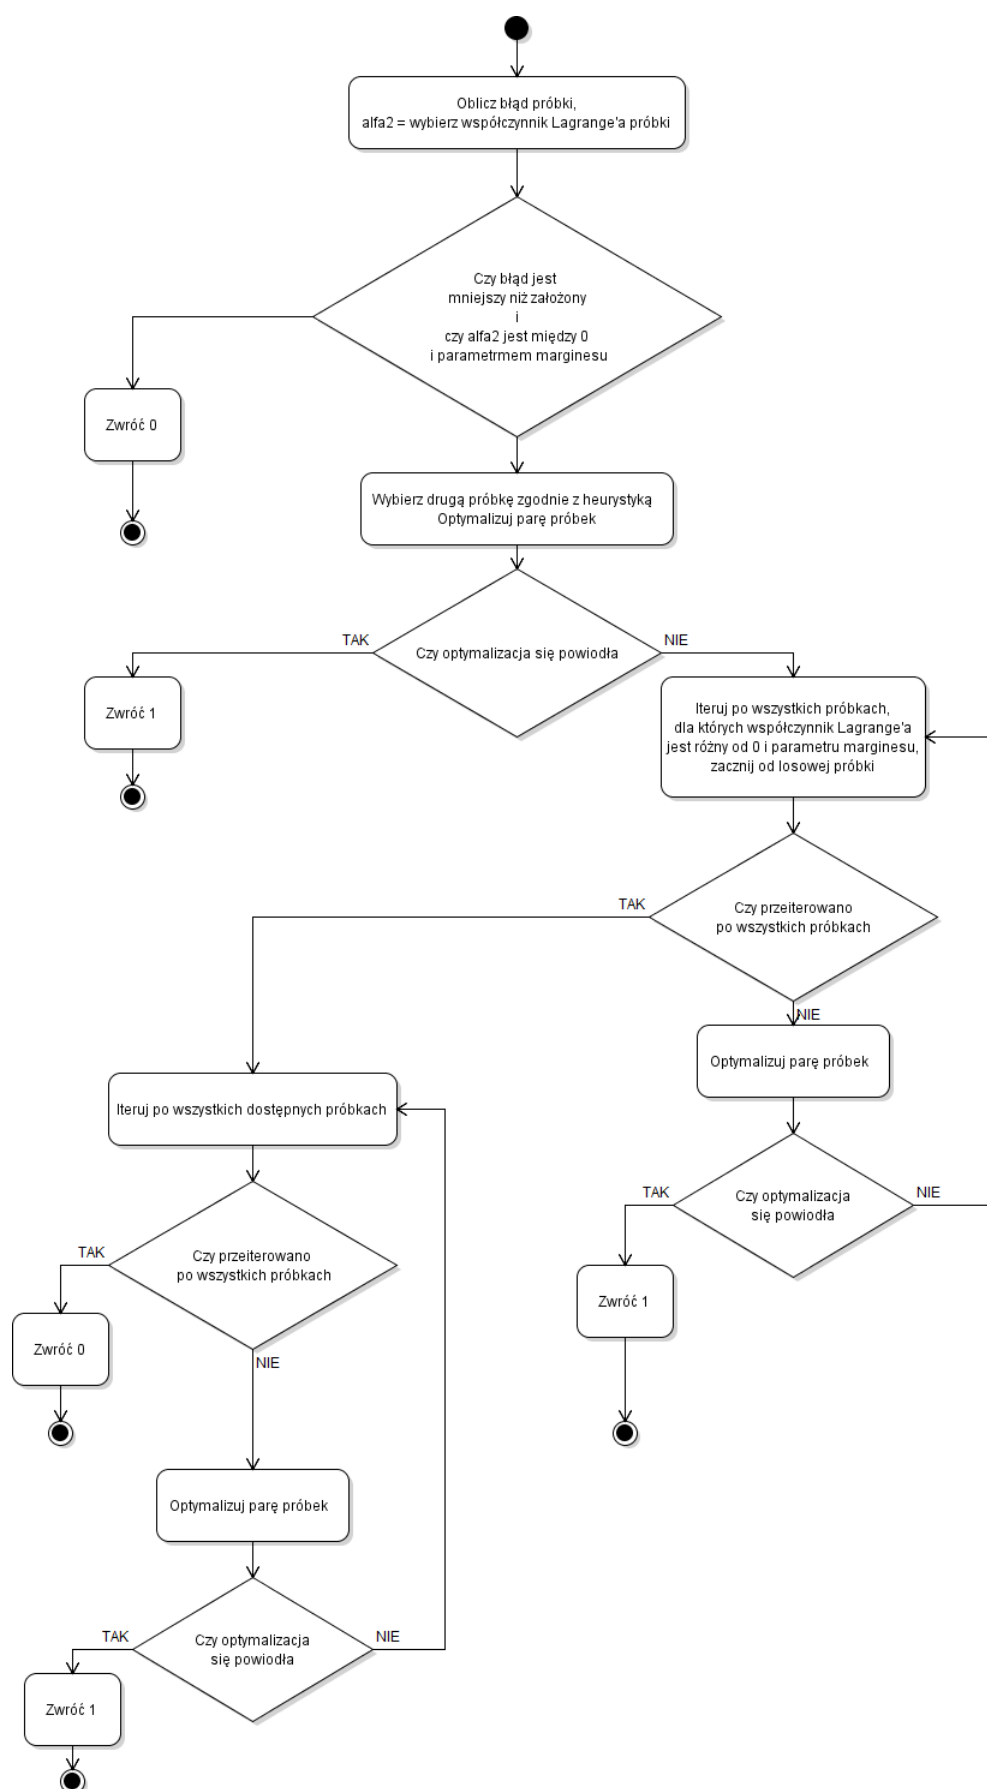 Oblicz błąd próbki,
alfa2 = wybierz współczynnik Lagrange'a próbki
Czy błąd jest
mniejszy niż założony
i
czy alfa2 jest między 0
i parametrmem marginesu
Zwróć 0
Wybierz drugą próbkę zgodnie z heurystyką
Optymalizuj parę próbek
TAK
Czy optymalizacja się powiodła
NIE
Zwróć 1
Iteruj po wszystkich próbkach,
dla których współczynnik Lagrange'a
jest różny od 0 i parametru marginesu,
zacznij od losowej próbki
TAK
Czy przeiterowano
po wszystkich próbkach
NIE
Optymalizuj parę próbek
Iteruj po wszystkich dostępnych próbkach
TAK
Czy optymalizacja
się powiodła
NIE
Zwróć 1
TAK
Czy przeiterowano
po wszystkich próbkach
Zwróć 0
NIE
Optymalizuj parę próbek
TAK
Czy optymalizacja
się powiodła
NIE
Zwróć 1